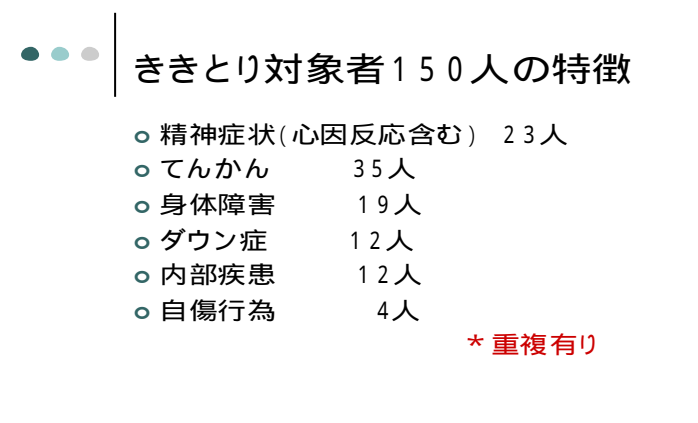 ききとり対象者150人の特徴
精神症状(心因反応含む) 23人
てんかん 35人
身体障害 19人
ダウン症 12人
内部疾患 12人
自傷行為 4人
*重複有り